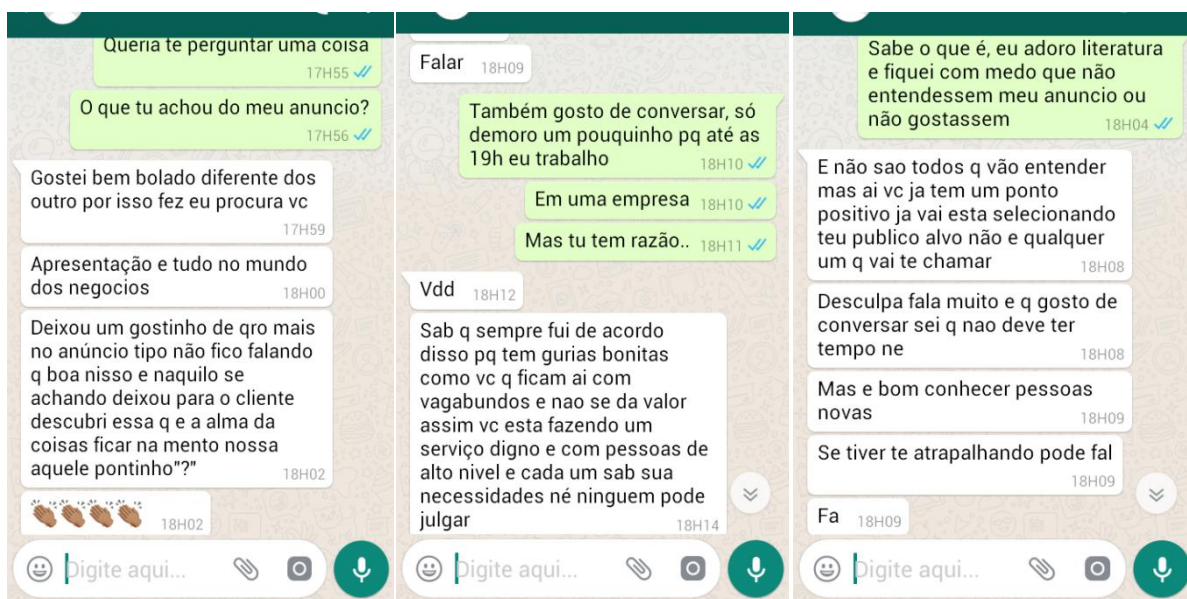 Queria te perguntar uma coisa
17H55
O que tu achou do meu anuncio?
17H56
Gostei bem bolado diferente dos
outro por isso fez eu procura vc
17H59
Apresentação e tudo no mundo
dos negocios
18H00
Deixou um gostinho de qro mais
no anúncio tipo não fico falando
q boa nisso e naquilo se
achando deixou para o cliente
descubri essa q e a alma da
coisas ficar na mento nossa
aquele pontinho"?"
18H02
18H02
Digite aqui...
Falar 18H09
Também gosto de conversar, só
demoro um pouquinho pq até as
19h eu trabalho
18H10
Em uma empresa 18H10
Mas tu tem razão.. 18H11
Vdd 18H12
Sab q sempre fui de acordo
disso pq tem gurias bonitas
como vc q ficam ai com
vagabundos e nao se da valor
assim vc esta fazendo um
serviço digno e com pessoas de
alto nivel e cada um sab sua
necessidades né ninguem pode
julgar
18H14
Digite aqui...
Sabe o que é, eu adoro literatura
e fiquei com medo que não
entendessem meu anuncio ou
não gostassem
18H04
E não sao todos q vão entender
mas ai vc ja tem um ponto
positivo ja vai esta selecionando
teu publico alvo não e qualquer
um q vai te chamar
18H08
Desculpa fala muito e q gosto de
conversar sei q nao deve ter
tempo ne
18H08
Mas e bom conhecer pessoas
novas
18H09
Se tiver te atrapalhando pode fal
18H09
Fa 18H09
Digite aqui...